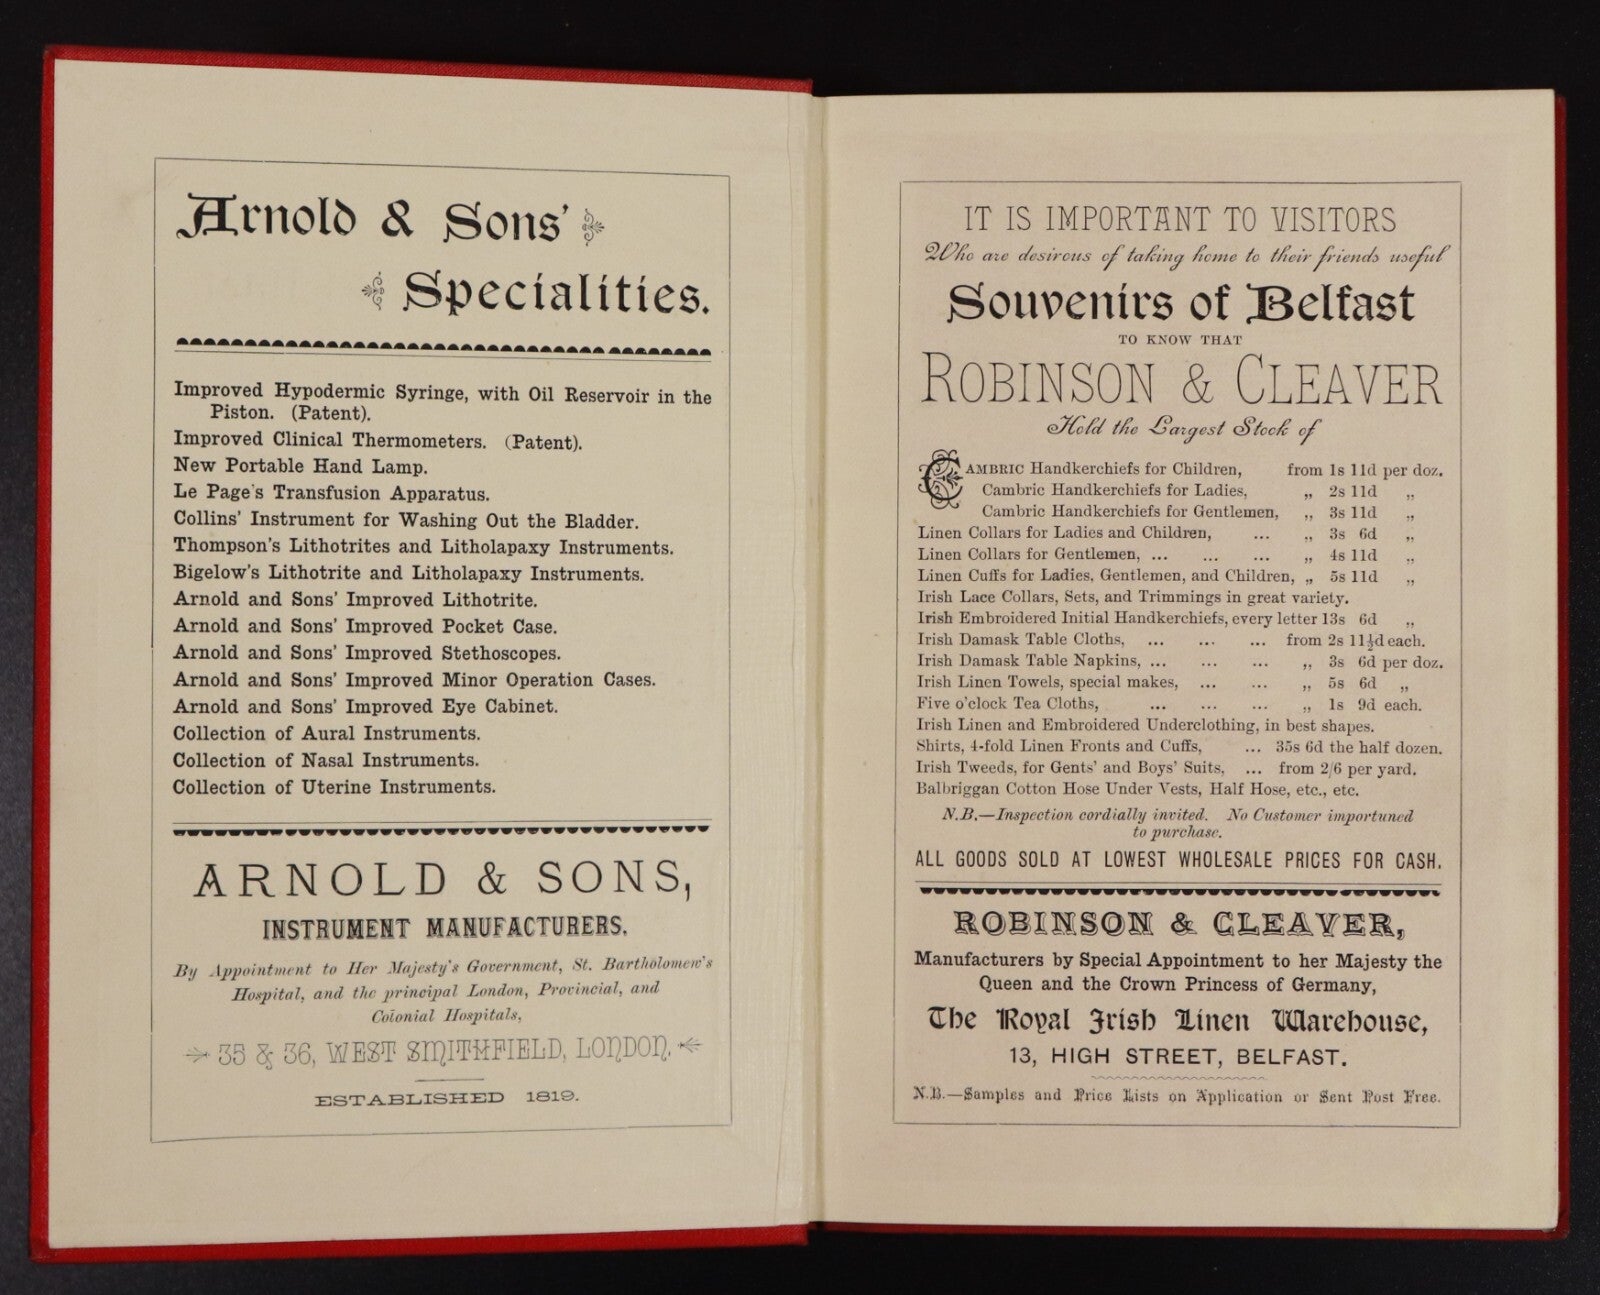 Arnold & Sons'
Specialities.
Improved Hypodermic Syringe, with Oil Reservoir in the
Piston. (Patent).
Improved Clinical Thermometers. (Patent).
New Portable Hand Lamp.
Le Page's Transfusion Apparatus.
Collins' Instrument for Washing Out the Bladder.
Thompson's Lithotrites and Litholapaxy Instruments.
Bigelow's Lithotrite and Litholapaxy Instruments.
Arnold and Sons' Improved Lithotrite.
Arnold and Sons' Improved Pocket Case.
Arnold and Sons' Improved Stethoscopes.
Arnold and Sons' Improved Minor Operation Cases.
Arnold and Sons' Improved Eye Cabinet.
Collection of Aural Instruments.
Collection of Nasal Instruments.
Collection of Uterine Instruments.
ARNOLD & SONS,
INSTRUMENT MANUFACTURERS.
By Appointment to Her Majesty's Government, St. Bartholomew's
Hospital, and the principal London, Provincial, and
Colonial Hospitals,
35 & 36, WEST SMITHFIELD, LONDON.
ESTABLISHED 1819.
IT IS IMPORTANT TO VISITORS
Who are desirous of taking home to their friends useful
Souvenirs of Belfast
TO KNOW THAT
ROBINSON & CLEAVER
Hold the Largest Stock of
CAMBRIC Handkerchiefs for Children, from 1s 11d per doz.
Cambric Handkerchiefs for Ladies, „ 2s 11d „
Cambric Handkerchiefs for Gentlemen, „ 3s 11d „
Linen Collars for Ladies and Children, ... „ 3s 6d „
Linen Collars for Gentlemen, ... ... ... „ 4s 11d „
Linen Cuffs for Ladies, Gentlemen, and Children, „ 5s 11d „
Irish Lace Collars, Sets, and Trimmings in great variety.
Irish Embroidered Initial Handkerchiefs, every letter 13s 6d „
Irish Damask Table Cloths, ... ... ... from 2s 11½d each.
Irish Damask Table Napkins, ... ... ... „ 3s 6d per doz.
Irish Linen Towels, special makes, ... ... „ 5s 6d „
Five o'clock Tea Cloths, ... ... ... „ 1s 9d each.
Irish Linen and Embroidered Underclothing, in best shapes.
Shirts, 4-fold Linen Fronts and Cuffs, ... 35s 6d the half dozen.
Irish Tweeds, for Gents' and Boys' Suits, ... from 2/6 per yard.
Balbriggan Cotton Hose Under Vests, Half Hose, etc., etc.
N.B.—Inspection cordially invited. No Customer importuned
to purchase.
ALL GOODS SOLD AT LOWEST WHOLESALE PRICES FOR CASH.
ROBINSON & CLEAVER,
Manufacturers by Special Appointment to her Majesty the
Queen and the Crown Princess of Germany,
The Royal Irish Linen Warehouse,
13, HIGH STREET, BELFAST.
N.B.—Samples and Price Lists on Application or Sent Post Free.